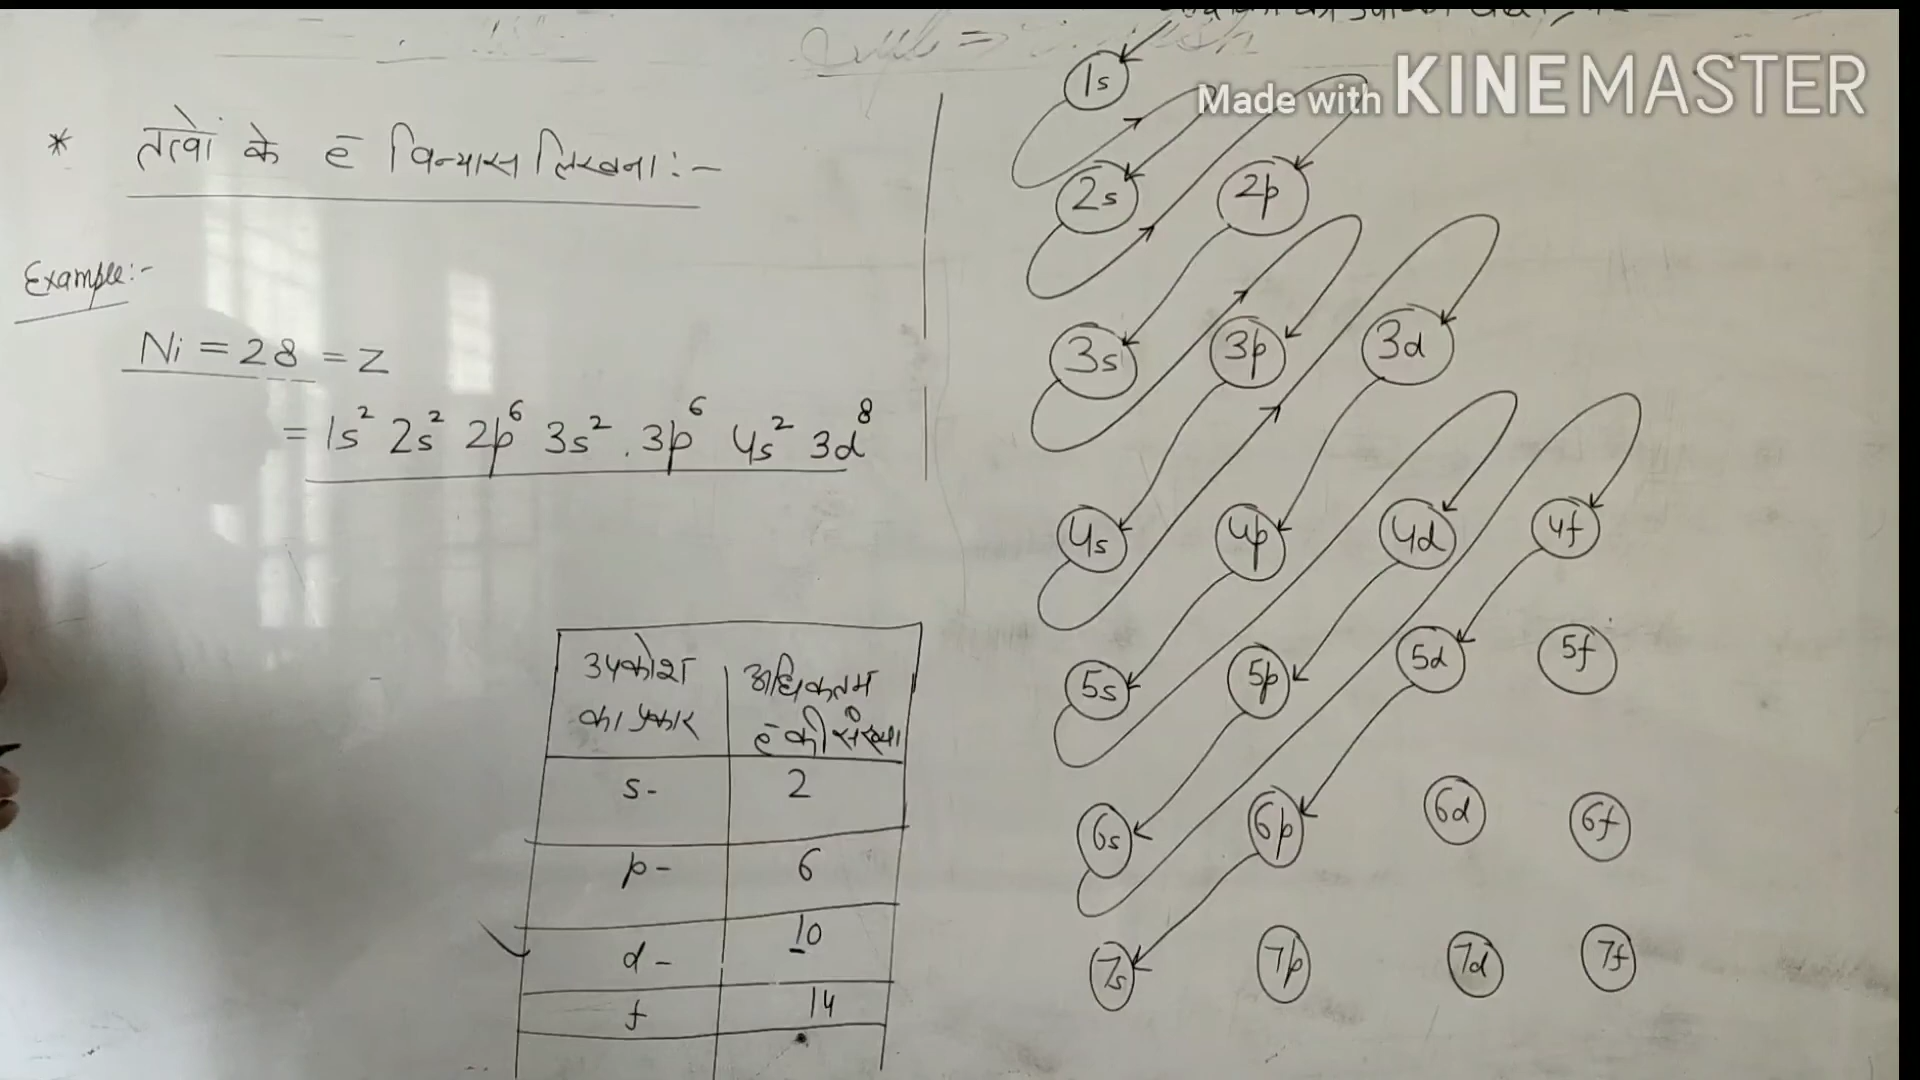 * तत्वों के e̅ विन्यास लिखना :-
Example:-
Ni = 28 = Z
= 1s² 2s² 2p⁶ 3s² . 3p⁶ 4s² 3d⁸
उपकोश का प्रकार अधिकतम e̅ की संख्या
s- 2
p- 6
d- 10
f 14
Made with KINEMASTER
1s
2s 2p
3s 3p 3d
4s 4p 4d 4f
5s 5p 5d 5f
6s 6p 6d 6f
7s 7p 7d 7f